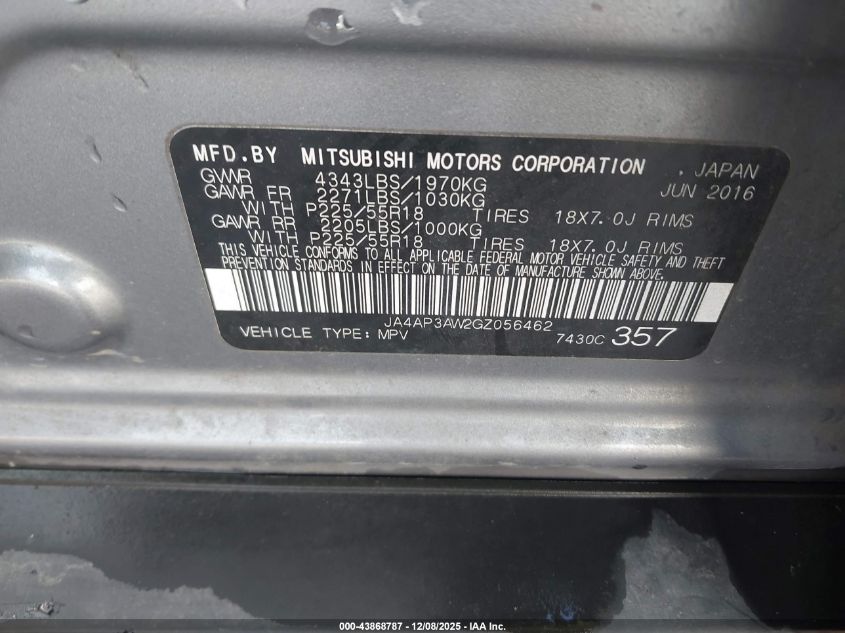 MFD.BY MITSUBISHI MOTORS CORPORATION , JAPAN
GVWR 4343LBS/1970KG JUN 2016
GAWR FR 2271LBS/1030KG
WITH P225/55R18 TIRES 18X7.0J RIMS
GAWR RR 2205LBS/1000KG
WITH P225/55R18 TIRES 18X7.0J RIMS
THIS VEHICLE CONFORMS TO ALL APPLICABLE FEDERAL MOTOR VEHICLE SAFETY AND THEFT
PREVENTION STANDARDS IN EFFECT ON THE DATE OF MANUFACTURE SHOWN ABOVE.
JA4AP3AW2GZ056462
VEHICLE TYPE: MPV 7430C 357
000-43868787 - 12/08/2025 - IAA Inc.